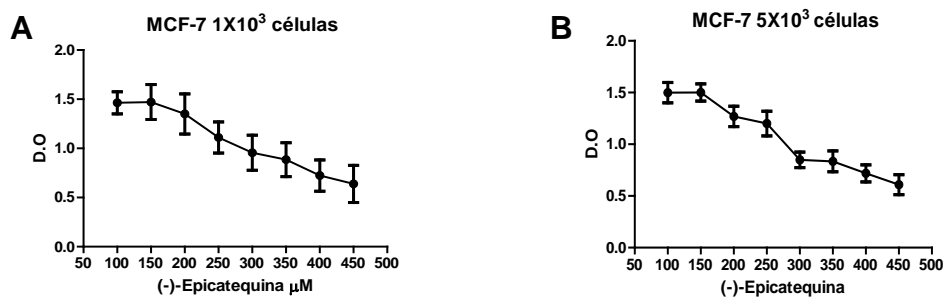 A
MCF-7 1X10³ células
2.0
1.5
1.0
0.5
0.0
D.O
50 100 150 200 250 300 350 400 450 500
(-)-Epicatequina μM
B
MCF-7 5X10³ células
2.0
1.5
1.0
0.5
0.0
D.O
50 100 150 200 250 300 350 400 450 500
(-)-Epicatequina